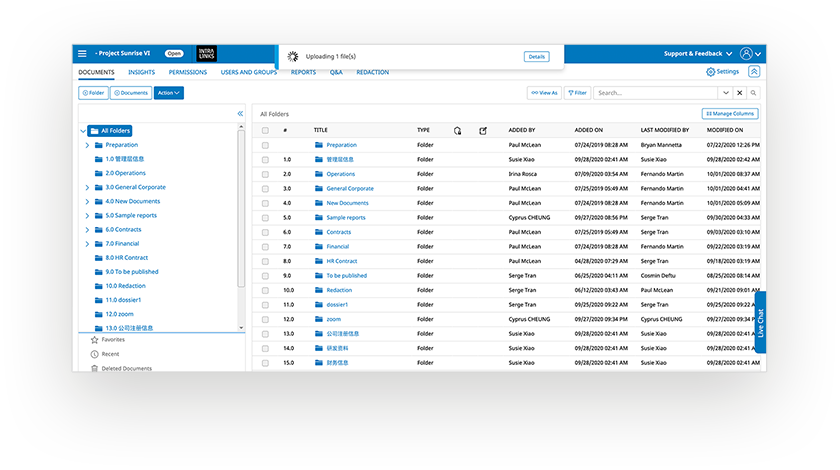 - Project Sunrise VI Open INTRA LINKS Uploading 1 file(s) Details Support & Feedback
DOCUMENTS INSIGHTS PERMISSIONS USERS AND GROUPS REPORTS Q&A REDACTION Settings
Folder Documents Action View As Filter Search...
All Folders Manage Columns
# TITLE TYPE ADDED BY ADDED ON LAST MODIFIED BY MODIFIED ON
Preparation Folder Paul McLean 07/24/2019 08:28 AM Bryan Mannetta 07/22/2020 12:26 PM
1.0 管理层信息 Folder Susie Xiao 09/28/2020 02:41 AM Susie Xiao 09/28/2020 02:42 AM
2.0 Operations Folder Irina Rosca 07/09/2020 03:54 AM Fernando Martin 10/01/2020 08:37 AM
3.0 General Corporate Folder Paul McLean 07/25/2019 05:49 AM Fernando Martin 10/01/2020 04:41 AM
4.0 New Documents Folder Paul McLean 07/24/2019 08:28 AM Fernando Martin 10/01/2020 05:09 AM
5.0 Sample reports Folder Cyprus CHEUNG 09/27/2020 08:56 PM Serge Tran 09/30/2020 04:33 AM
6.0 Contracts Folder Paul McLean 07/25/2019 05:49 AM Serge Tran 09/03/2020 03:10 AM
7.0 Financial Folder Paul McLean 07/24/2019 08:28 AM Fernando Martin 09/22/2020 03:19 AM
8.0 HR Contract Folder Paul McLean 04/28/2020 07:29 AM Serge Tran 09/18/2020 03:19 AM
9.0 To be published Folder Serge Tran 06/25/2020 04:11 AM Cosmin Deftu 08/25/2020 08:14 AM
10.0 Redaction Folder Serge Tran 06/12/2020 03:43 AM Paul McLean 09/21/2020 09:01 AM
11.0 dossier1 Folder Serge Tran 09/25/2020 09:22 AM Serge Tran 09/25/2020 09:22
12.0 zoom Folder Cyprus CHEUNG 09/27/2020 09:34 PM Cyprus CHEUNG 09/27/2020 09:34
13.0 公司注册信息 Folder Susie Xiao 09/28/2020 02:41 AM Susie Xiao 09/28/2020 02:41
14.0 研发资料 Folder Susie Xiao 09/28/2020 02:41 AM Susie Xiao 09/28/2020 02:41
15.0 财务信息 Folder Susie Xiao 09/28/2020 02:41 AM Susie Xiao 09/28/2020 02:41 AM
All Folders
Preparation
1.0 管理层信息
2.0 Operations
3.0 General Corporate
4.0 New Documents
5.0 Sample reports
6.0 Contracts
7.0 Financial
8.0 HR Contract
9.0 To be published
10.0 Redaction
11.0 dossier1
12.0 zoom
13.0 公司注册信息
Favorites
Recent
Deleted Documents
Live Chat